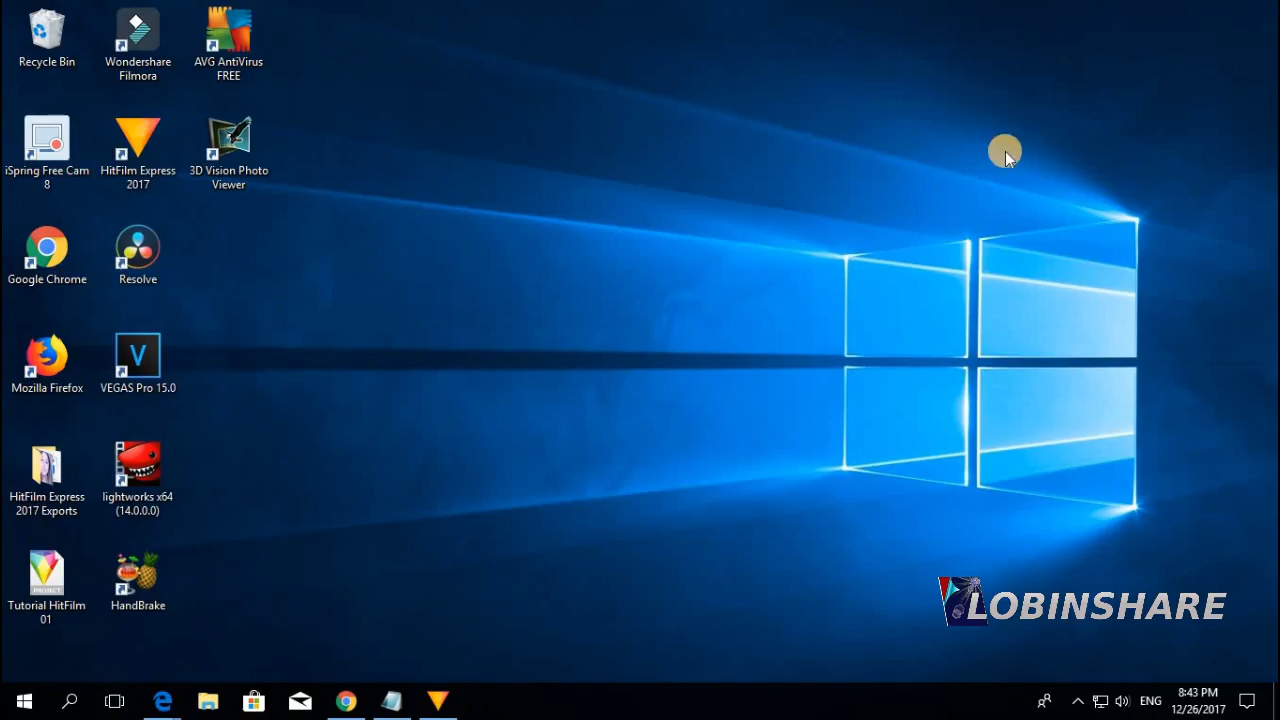 Recycle Bin
Wondershare
Filmora
AVG AntiVirus
FREE
iSpring Free Cam
8
HitFilm Express
2017
3D Vision Photo
Viewer
Google Chrome
Resolve
Mozilla Firefox
V
VEGAS Pro 15.0
HitFilm Express
2017 Exports
lightworks x64
(14.0.0.0)
PROJECT
Tutorial HitFilm
01
HandBrake
LOBINSHARE
ENG
8:43 PM
12/26/2017